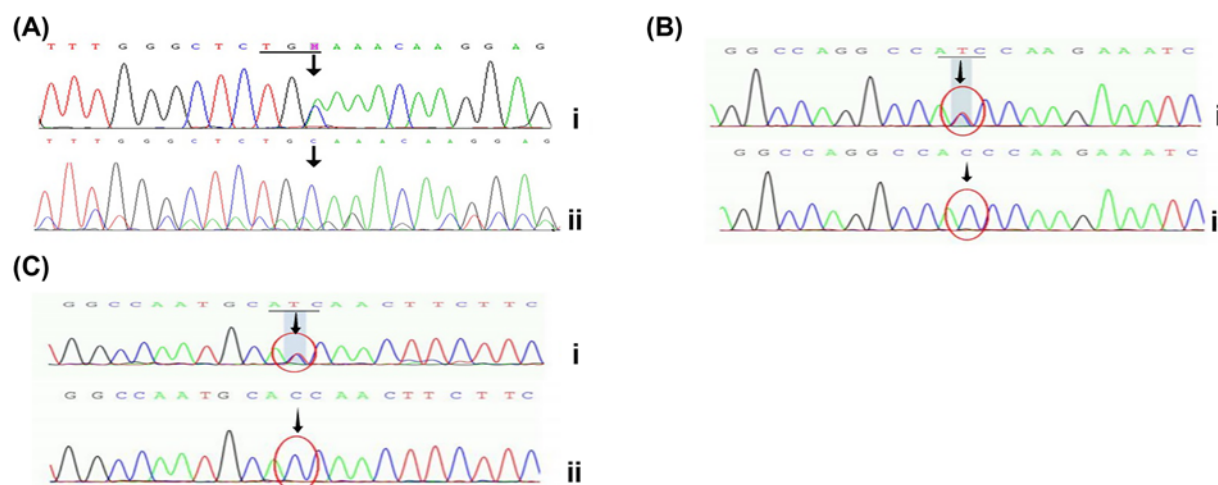 (A)
T T T G G G C T C T G M A A A C A A G G A G
i
T T T G G G C T C T G C A A A C A A G G A G
ii
(B)
G G C C A G G C C A T C C A A G A A A T C
i
G G C C A G G C C A C C C A A G A A A T C
i
(C)
G G C C A A T G C A T C A A C T T C T T C
i
G G C C A A T G C A C C A A C T T C T T C
ii